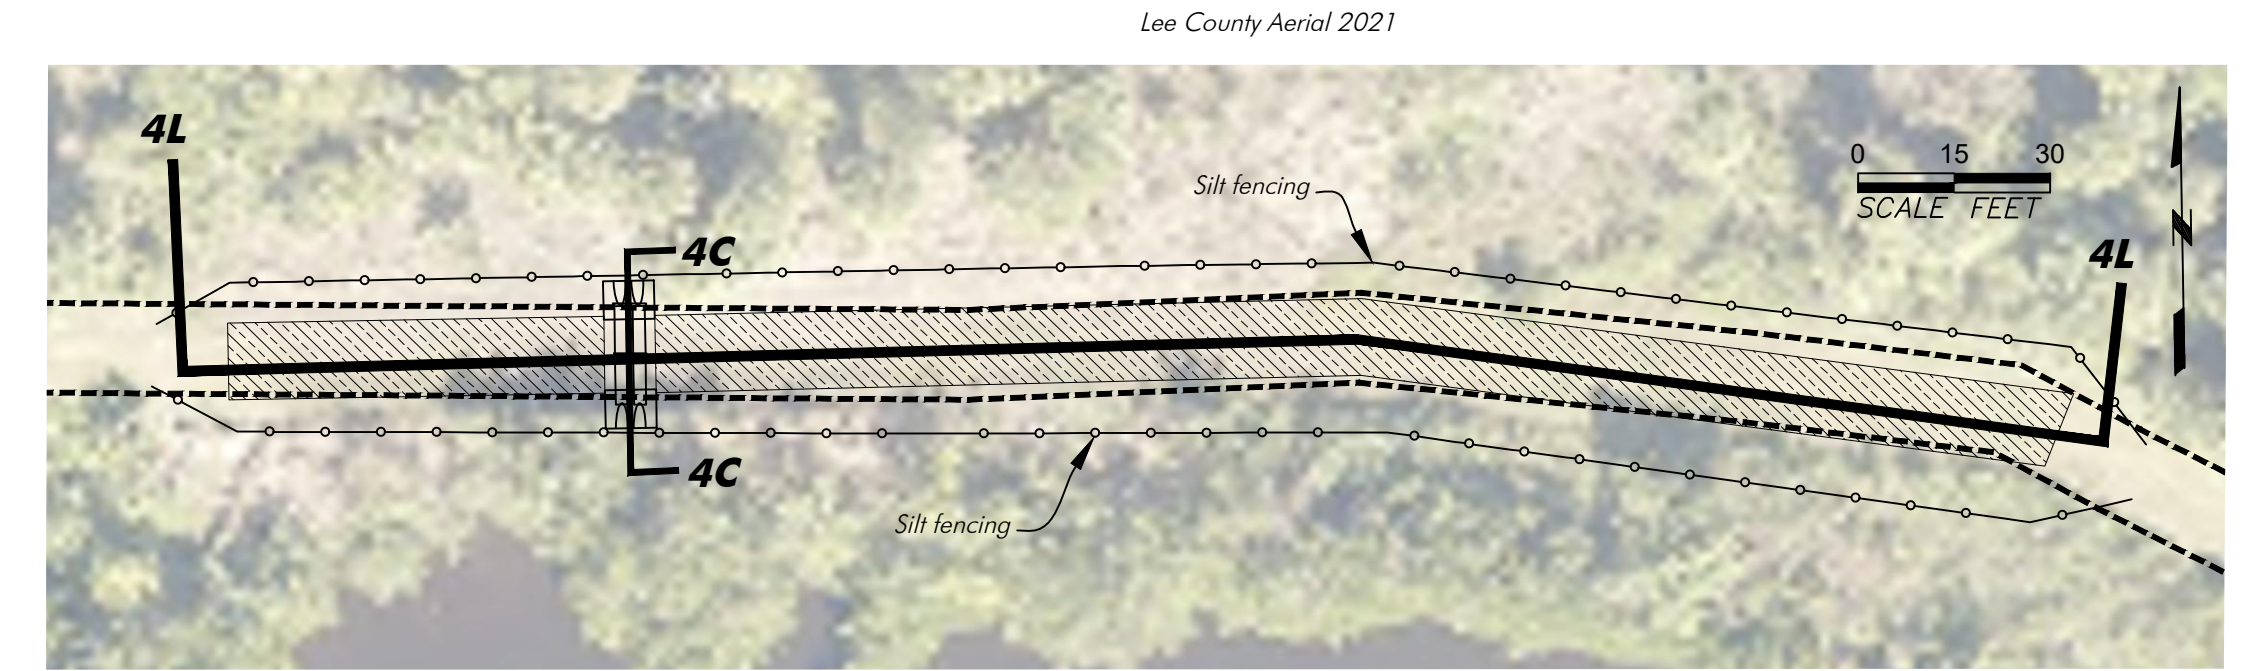 Lee County Aerial 2021
4L
0 15 30
SCALE FEET
Silt fencing
N
4C
4L
4C
Silt fencing